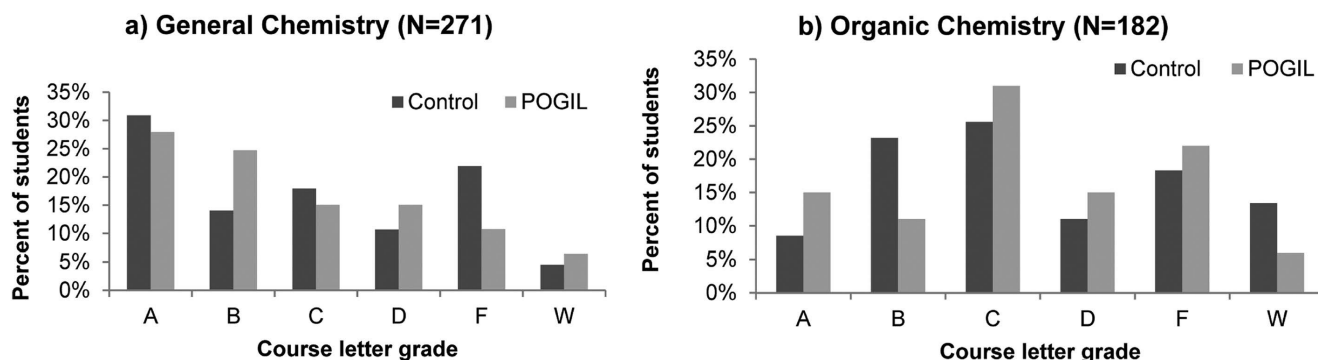 a) General Chemistry (N=271)
Control POGIL
Percent of students
35%
30%
25%
20%
15%
10%
5%
0%
A B C D F W
Course letter grade
b) Organic Chemistry (N=182)
Control POGIL
Percent of students
35%
30%
25%
20%
15%
10%
5%
0%
A B C D F W
Course letter grade